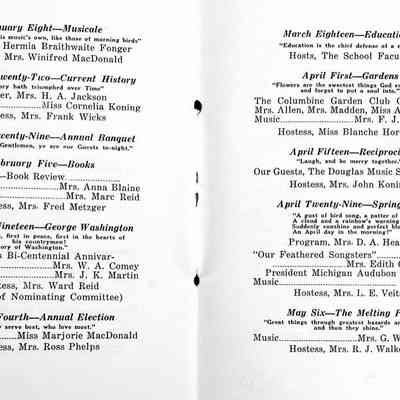 nuary Eight—Musicale
is music's own, like those of morning birds"
Hermia Braithwaite Fonger
Mrs. Winifred MacDonald
Twenty-Two—Current History
ory hath triumphed over Time"
er, Mrs. H. A. Jackson
Miss Cornelia Koning
ess, Mrs. Frank Wicks
wenty-Nine—Annual Banquet
Gentlemen, ye are our Guests to-night."
ebruary Five—Books
—Book Review
Mrs. Anna Blaine
Mrs. Marc Reid
ess, Mrs. Fred Metzger
Nineteen—George Washington
e, first in peace, first in the hearts of
his countrymen!
ory of Washington."
s Bi-Centennial Annivar-
Mrs. W. A. Comey
Mrs. J. K. Martin
tess, Mrs. Ward Reid
of Nominating Committee)
Fourth—Annual Election
y serve best, who love most."
Miss Marjorie MacDonald
ess, Mrs. Ross Phelps
March Eighteen—Education
"Education is the chief defense of a n
Hosts, The School Facu
April First—Gardens
"Flowers are the sweetest things God e
and forgot to put a soul into."
The Columbine Garden Club G
Mrs. Allen, Mrs. Madden, Miss A
Music Mrs. F. J.
Hostess, Miss Blanche Hor
April Fifteen—Reciproci
"Laugh, and be merry together."
Our Guests, The Douglas Music S
Hostess, Mrs. John Konin
April Twenty-Nine—Spring
"A gust of bird song, a patter of
A cloud and a rainbow's warning
Suddenly sunshine and perfect blue
An April day in the morning!"
Program, Mrs. D. A. Hea
"Our Feathered Songsters"
Mrs. Edith C
President Michigan Audubon
Music
Hostess, Mrs. L. E. Veits
May Six—The Melting P
"Great things through greatest hazards are
and then they shine."
Music Mrs. G. W
Hostess, Mrs. R. J. Walke